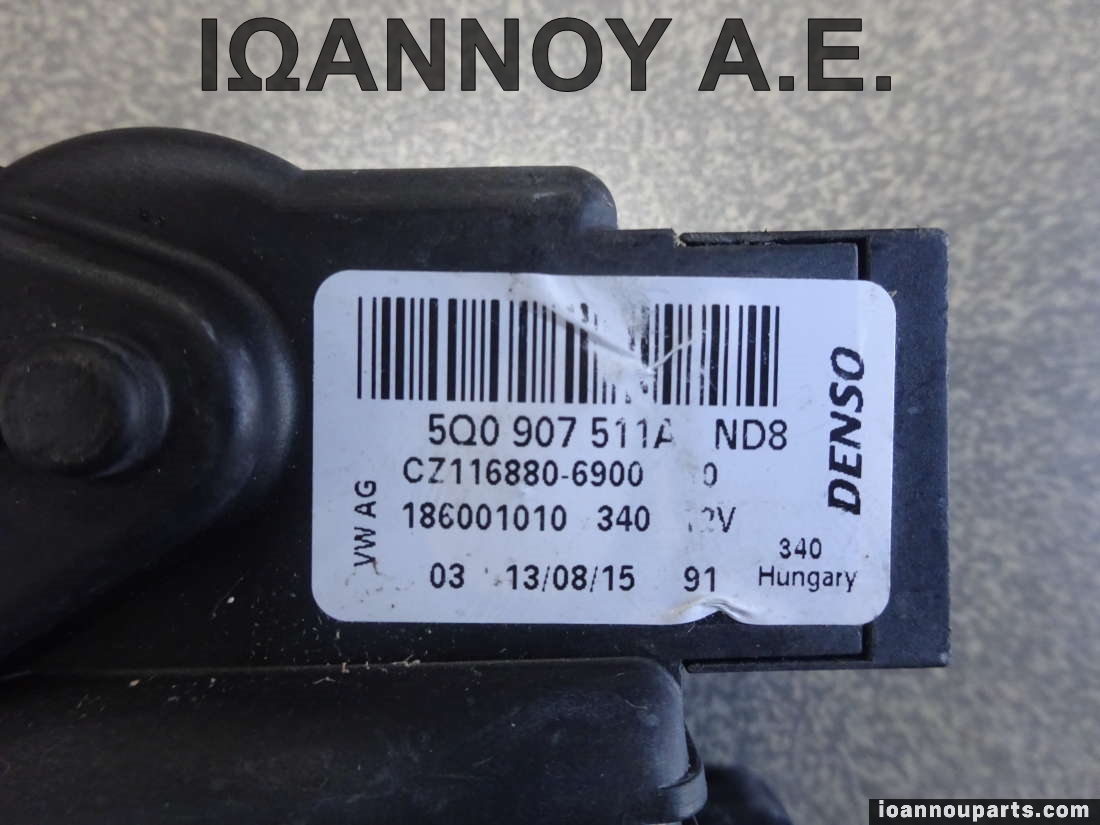 ΙΩΑΝΝΟΥ Α.Ε.
5Q0 907 511A ND8
CZ116880-6900
186001010 340
03 13/08/15 91
VW AG
DENSO
340
Hungary
ioannouparts.com